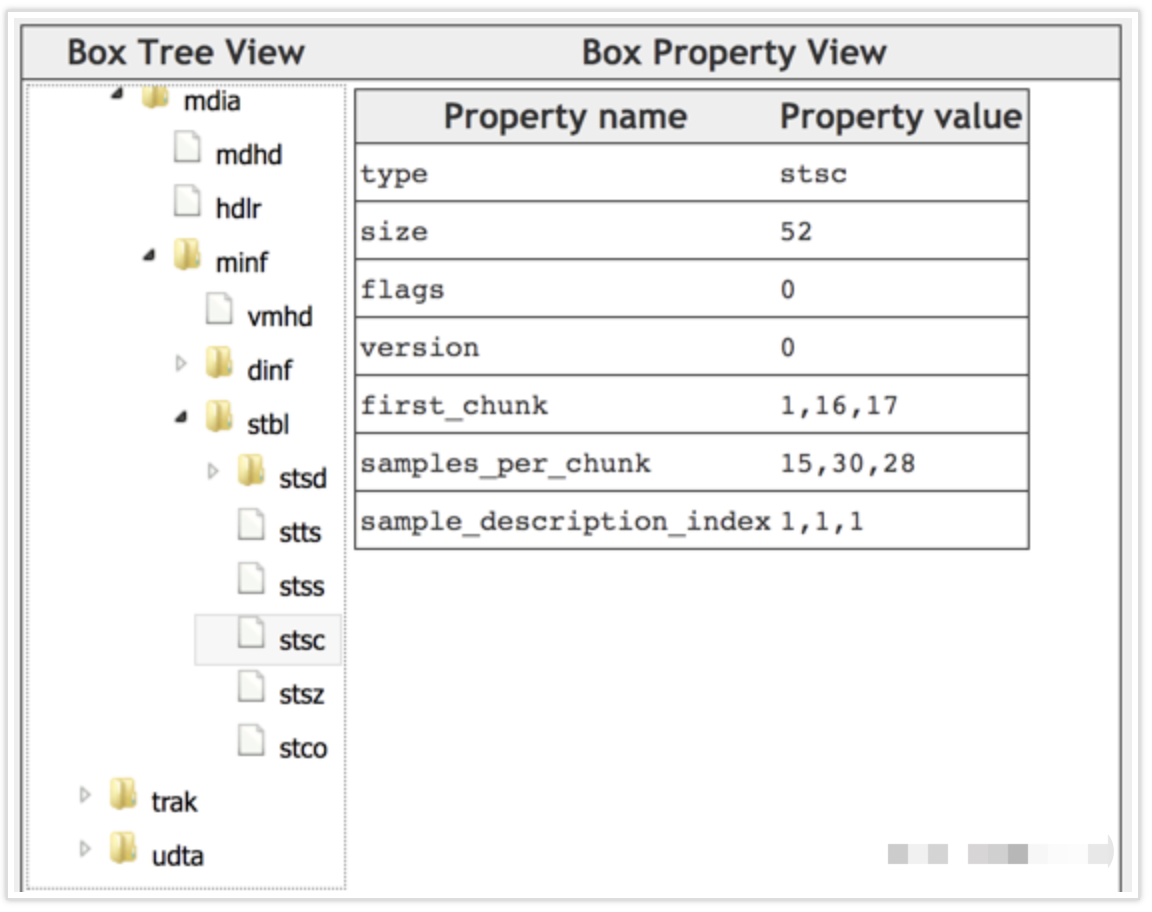 Box Tree View
Box Property View
mdia
mdhd
hdlr
minf
vmhd
dinf
stbl
stsd
stts
stss
stsc
stsz
stco
trak
udta
Property name Property value
type stsc
size 52
flags 0
version 0
first_chunk 1,16,17
samples_per_chunk 15,30,28
sample_description_index 1,1,1